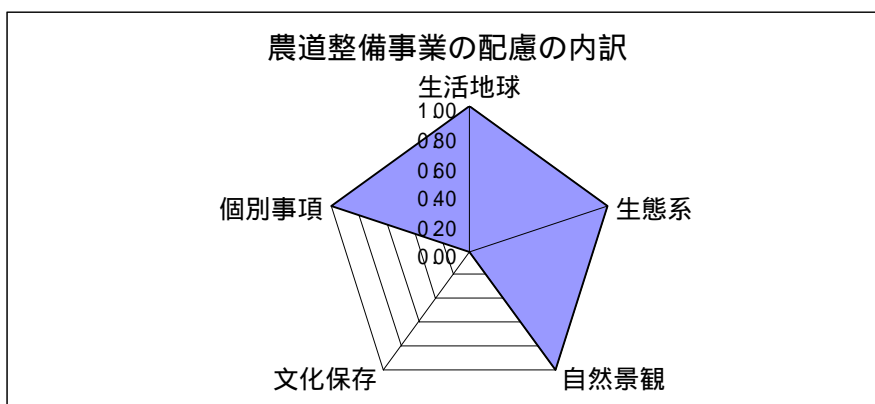 農道整備事業の配慮の内訳
生活地球
1.00
0.80
0.60
0.40
0.20
0.00
個別事項
生態系
文化保存
自然景観